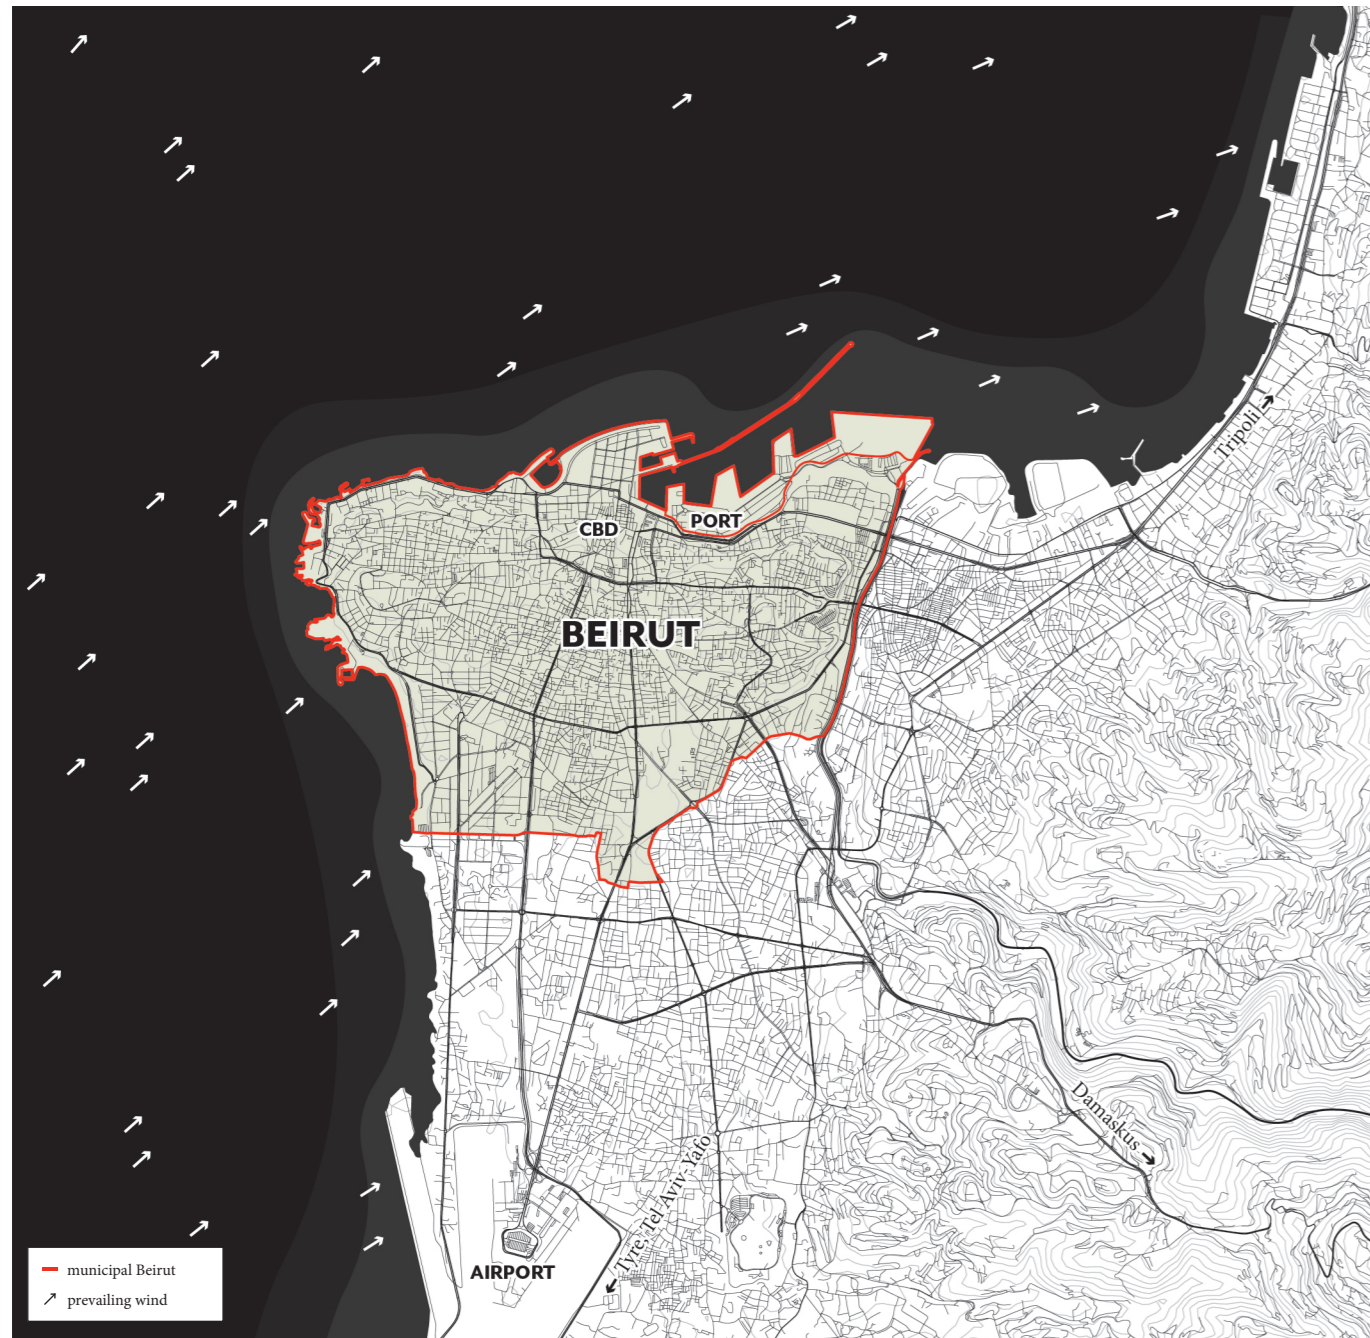 Tripoli
CBD
PORT
BEIRUT
Damaskus
Tyre, Tel Aviv-Yafo
AIRPORT
municipal Beirut
prevailing wind